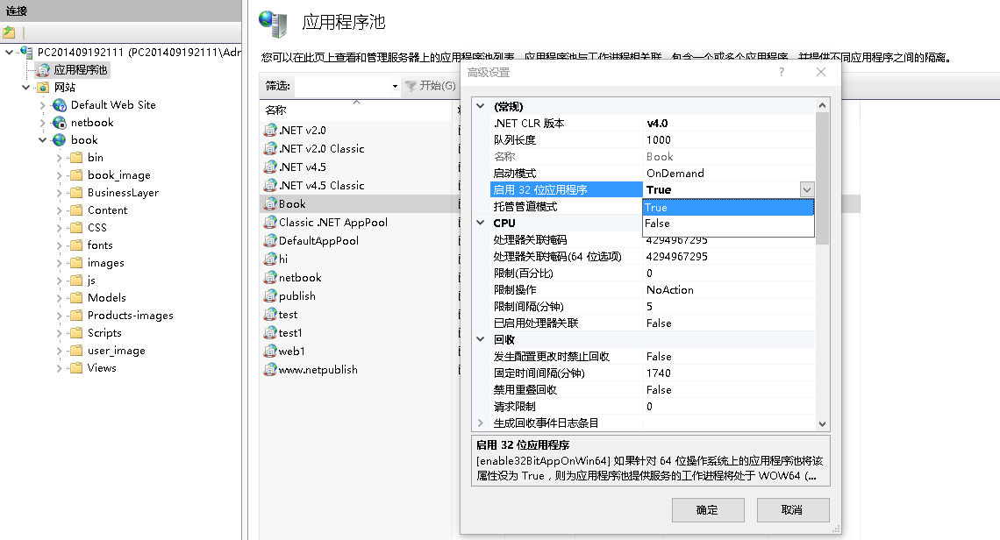 连接
PC201409192111 (PC201409192111\Adr
应用程序池
网站
Default Web Site
netbook
book
bin
book_image
BusinessLayer
Content
CSS
fonts
images
js
Models
Products-images
Scripts
user_image
Views
应用程序池
您可以在此页上查看和管理服务器上的应用程序池列表。应用程序池与工作进程相关联，包含一个或多个应用程序，并提供不同应用程序之间的隔离。
筛选:
开始(G)
名称
.NET v2.0
.NET v2.0 Classic
.NET v4.5
.NET v4.5 Classic
Book
Classic .NET AppPool
DefaultAppPool
hi
netbook
publish
test
test1
web1
www.netpublish
高级设置
?
(常规)
.NET CLR 版本 v4.0
队列长度 1000
名称 Book
启动模式 OnDemand
启用 32 位应用程序 True
托管管道模式
True
False
CPU
处理器关联掩码 4294967295
处理器关联掩码(64 位选项) 4294967295
限制(百分比) 0
限制操作 NoAction
限制间隔(分钟) 5
已启用处理器关联 False
回收
发生配置更改时禁止回收 False
固定时间间隔(分钟) 1740
禁用重叠回收 False
请求限制 0
生成回收事件日志条目
启用 32 位应用程序
[enable32BitAppOnWin64] 如果针对 64 位操作系统上的应用程序池将该
属性设为 True，则为应用程序池提供服务的工作进程将处于 WOW64 (...
确定
取消